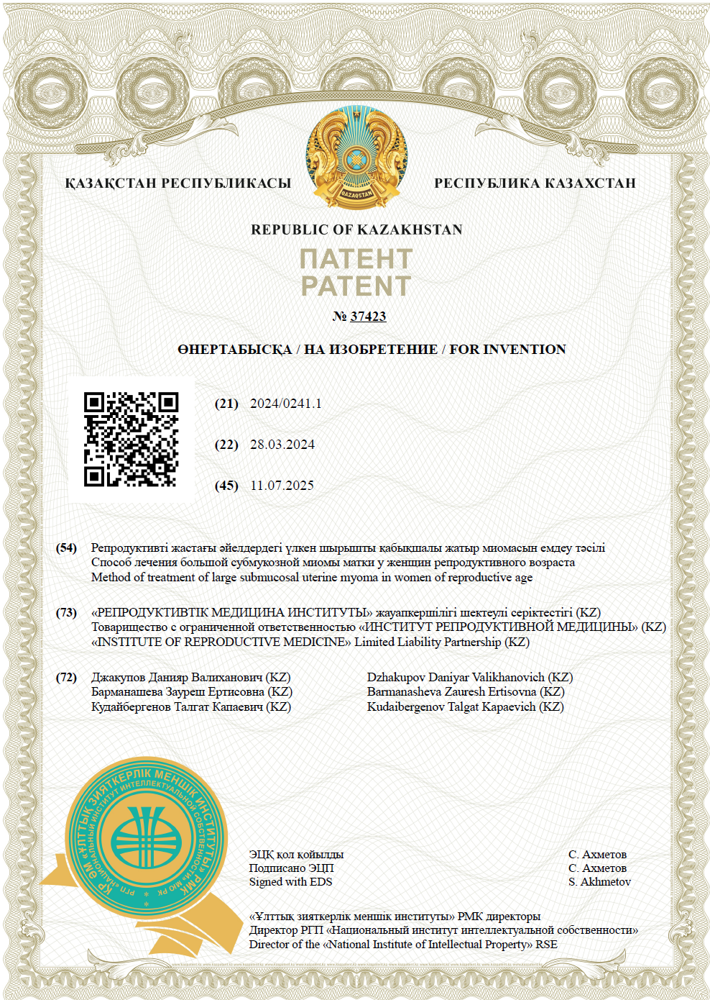 ҚАЗАҚСТАН РЕСПУБЛИКАСЫ
РЕСПУБЛИКА КАЗАХСТАН
QAZAQSTAN
REPUBLIC OF KAZAKHSTAN
ПАТЕНТ
PATENT
№ 37423
ӨНЕРТАБЫСҚА / НА ИЗОБРЕТЕНИЕ / FOR INVENTION
(21) 2024/0241.1
(22) 28.03.2024
(45) 11.07.2025
(54) Репродуктивті жастағы әйелдердегі үлкен шырышты қабықшалы жатыр миомасын емдеу тәсілі
Способ лечения большой субмукозной миомы матки у женщин репродуктивного возраста
Method of treatment of large submucosal uterine myoma in women of reproductive age
(73) «РЕПРОДУКТИВТІК МЕДИЦИНА ИНСТИТУТЫ» жауапкершілігі шектеулі серіктестігі (KZ)
Товарищество с ограниченной ответственностью «ИНСТИТУТ РЕПРОДУКТИВНОЙ МЕДИЦИНЫ» (KZ)
«INSTITUTE OF REPRODUCTIVE MEDICINE» Limited Liability Partnership (KZ)
(72) Джакупов Данияр Валиханович (KZ) Dzhakupov Daniyar Valikhanovich (KZ)
Барманашева Зауреш Ертисовна (KZ) Barmanasheva Zauresh Ertisovna (KZ)
Кудайбергенов Талгат Капаевич (KZ) Kudaibergenov Talgat Kapaevich (KZ)
ҚР ӘМ «ҰЛТТЫҚ ЗИЯТКЕРЛІК МЕНШІК ИНСТИТУТЫ» РМК
РГП «НАЦИОНАЛЬНЫЙ ИНСТИТУТ ИНТЕЛЛЕКТУАЛЬНОЙ СОБСТВЕННОСТИ» МЮ РК
ЭЦҚ қол қойылды С. Ахметов
Подписано ЭЦП С. Ахметов
Signed with EDS S. Akhmetov
«Ұлттық зияткерлік меншік институты» РМК директоры
Директор РГП «Национальный институт интеллектуальной собственности»
Director of the «National Institute of Intellectual Property» RSE